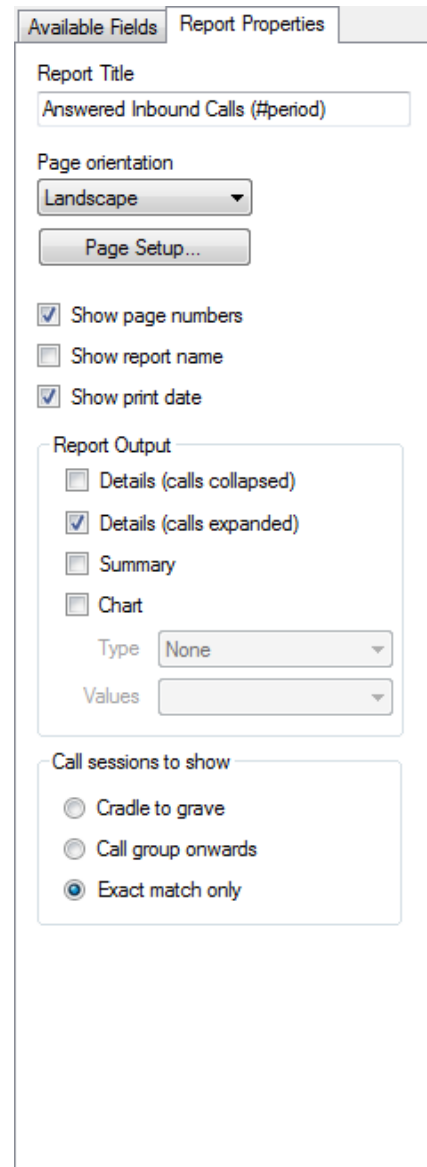 Available Fields Report Properties
Report Title
Answered Inbound Calls (#period)
Page orientation
Landscape
Page Setup...
Show page numbers
Show report name
Show print date
Report Output
Details (calls collapsed)
Details (calls expanded)
Summary
Chart
Type None
Values
Call sessions to show
Cradle to grave
Call group onwards
Exact match only